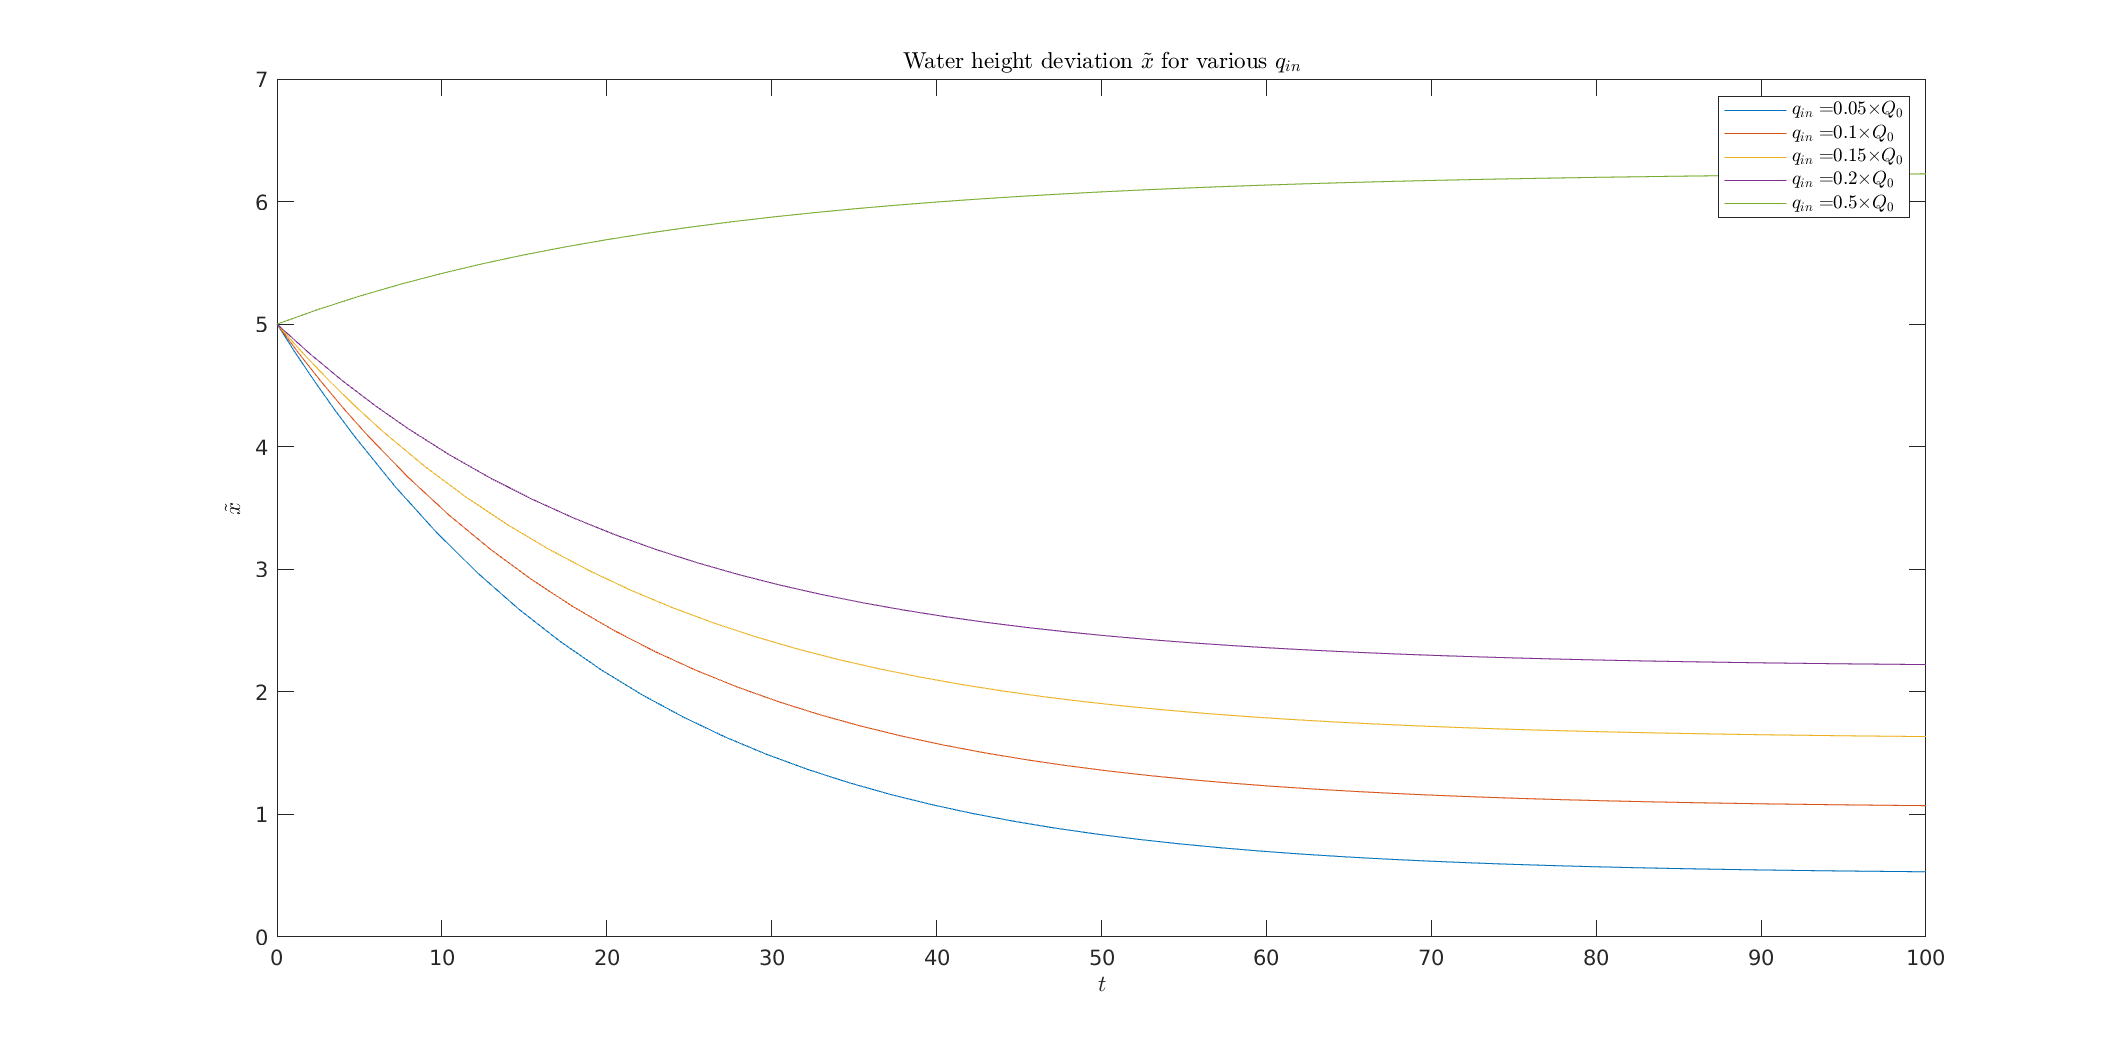 Water height deviation x̃ for various q_in
7
6
5
4
3
2
1
0
x̃
q_in =0.05×Q_0
q_in =0.1×Q_0
q_in =0.15×Q_0
q_in =0.2×Q_0
q_in =0.5×Q_0
0 10 20 30 40 50 60 70 80 90 100
t